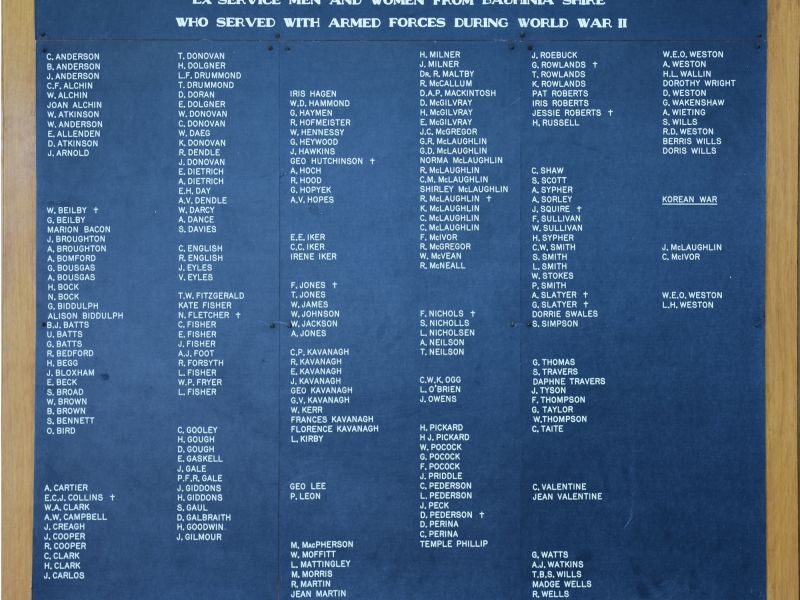 EX SERVICE MEN AND WOMEN FROM BAUHINIA SHIRE
WHO SERVED WITH ARMED FORCES DURING WORLD WAR II
C. ANDERSON
B. ANDERSON
J. ANDERSON
C.F. ALCHIN
W. ALCHIN
JOAN ALCHIN
W. ATKINSON
W. ANDERSON
E. ALLENDEN
D. ATKINSON
J. ARNOLD
W. BEILBY ✝
G. BEILBY
MARION BACON
J. BROUGHTON
A. BROUGHTON
A. BOMFORD
G. BOUSGAS
A. BOUSGAS
H. BOCK
N. BOCK
G. BIDDULPH
ALISON BIDDULPH
B.J. BATTS
U. BATTS
G. BATTS
R. BEDFORD
H. BEGG
J. BLOXHAM
E. BECK
S. BROAD
W. BROWN
B. BROWN
S. BENNETT
O. BIRD
A. CARTIER
E.C.J. COLLINS ✝
W.A. CLARK
A.W. CAMPBELL
J. CREAGH
J. COOPER
R. COOPER
C. CLARK
H. CLARK
J. CARLOS
T. DONOVAN
H. DOLGNER
L.F. DRUMMOND
T. DRUMMOND
D. DORAN
E. DOLGNER
W. DONOVAN
C. DONOVAN
W. DAEG
K. DONOVAN
R. DENDLE
J. DONOVAN
E. DIETRICH
A. DIETRICH
E.H. DAY
A.V. DENDLE
W. DARCY
A. DANCE
S. DAVIES
C. ENGLISH
R. ENGLISH
J. EYLES
V. EYLES
T.W. FITZGERALD
KATE FISHER
N. FLETCHER ✝
C. FISHER
E. FISHER
J. FISHER
A.J. FOOT
R. FORSYTH
L. FISHER
W.P. FRYER
L. FISHER
C. GOOLEY
H. GOUGH
D. GOUGH
E. GASKELL
J. GALE
P.F.R. GALE
J. GIDDONS
H. GIDDONS
S. GAUL
D. GALBRAITH
H. GOODWIN
J. GILMOUR
IRIS HAGEN
W.D. HAMMOND
G. HAYMEN
R. HOFMEISTER
W. HENNESSY
G. HEYWOOD
J. HAWKINS
GEO HUTCHINSON ✝
A. HOCH
R. HOOD
G. HOPYEK
A.V. HOPES
E.E. IKER
C.C. IKER
IRENE IKER
F. JONES ✝
T. JONES
W. JAMES
W. JOHNSON
W. JACKSON
A. JONES
C.P. KAVANAGH
R. KAVANAGH
E. KAVANAGH
J. KAVANAGH
GEO KAVANAGH
G.V. KAVANAGH
W. KERR
FRANCES KAVANAGH
FLORENCE KAVANAGH
L. KIRBY
GEO LEE
P. LEON
M. MACPHERSON
W. MOFFITT
L. MATTINGLEY
M. MORRIS
R. MARTIN
JEAN MARTIN
H. MILNER
J. MILNER
DR. R. MALTBY
R. McCALLUM
D.A.P. MACKINTOSH
D. McGILVRAY
H. McGILVRAY
E. McGILVRAY
J.C. McGREGOR
G.R. McLAUGHLIN
G.D. McLAUGHLIN
NORMA McLAUGHLIN
R. McLAUGHLIN
C.M. McLAUGHLIN
SHIRLEY McLAUGHLIN
R. McLAUGHLIN ✝
K. McLAUGHLIN
C. McLAUGHLIN
C. McLAUGHLIN
F. McIVOR
R. McGREGOR
W. McVEAN
R. McNEALL
F. NICHOLS ✝
S. NICHOLLS
L. NICHOLSEN
A. NEILSON
T. NEILSON
C.W.K. OGG
L. O'BRIEN
J. OWENS
H. PICKARD
H J. PICKARD
W. POCOCK
G. POCOCK
F. POCOCK
J. PRIDDLE
C. PEDERSON
L. PEDERSON
J. PECK
D. PEDERSON ✝
D. PERINA
C. PERINA
TEMPLE PHILLIP
J. ROEBUCK
G. ROWLANDS ✝
T. ROWLANDS
K. ROWLANDS
PAT ROBERTS
IRIS ROBERTS
JESSIE ROBERTS ✝
H. RUSSELL
C. SHAW
S. SCOTT
A. SYPHER
A. SORLEY
J. SQUIRE ✝
F. SULLIVAN
W. SULLIVAN
H. SYPHER
C.W. SMITH
S. SMITH
L. SMITH
W. STOKES
P. SMITH
A. SLATYER ✝
G. SLATYER ✝
DORRIE SWALES
S. SIMPSON
G. THOMAS
S. TRAVERS
DAPHNE TRAVERS
J. TYSON
F. THOMPSON
G. TAYLOR
W.THOMPSON
C. TAITE
C. VALENTINE
JEAN VALENTINE
G. WATTS
A.J. WATKINS
T.B.S. WILLS
MADGE WELLS
R. WELLS
W.E.O. WESTON
A. WESTON
H.L. WALLIN
DOROTHY WRIGHT
D. WESTON
G. WAKENSHAW
A. WIETING
S. WILLS
R.D. WESTON
BERRIS WILLS
DORIS WILLS
KOREAN WAR
J. McLAUGHLIN
C. McIVOR
W.E.O. WESTON
L.H. WESTON